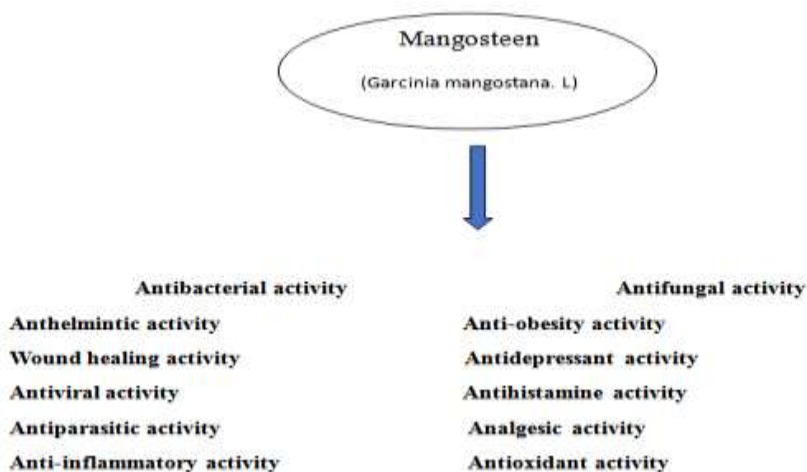 Mangosteen
(Garcinia mangostana. L)
Antibacterial activity Antifungal activity
Anthelmintic activity Anti-obesity activity
Wound healing activity Antidepressant activity
Antiviral activity Antihistamine activity
Antiparasitic activity Analgesic activity
Anti-inflammatory activity Antioxidant activity